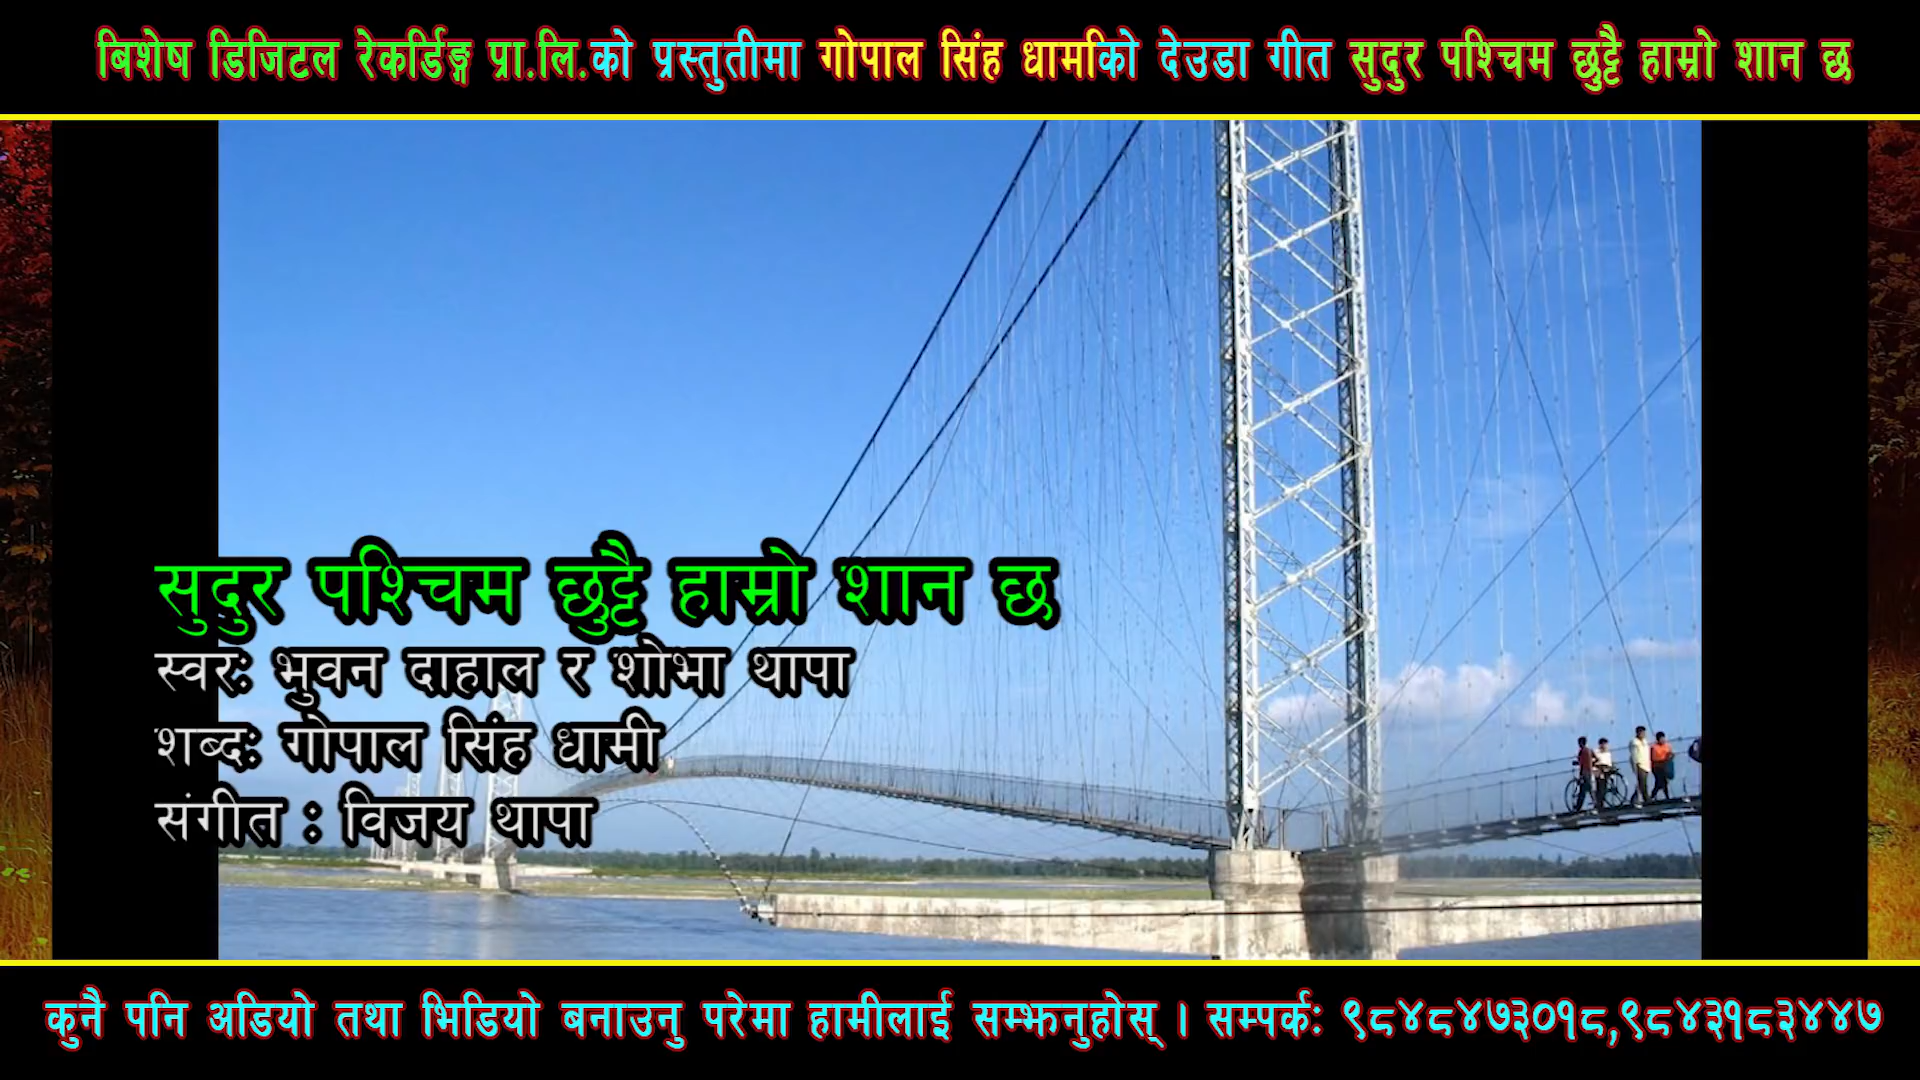 बिशेष डिजिटल रेकर्डिङ्ग प्रा.लि.को प्रस्तुतीमा गोपाल सिंह धामीको देउडा गीत सुदुर पश्चिम छुट्टै हाम्रो शान छ
सुदुर पश्चिम छुट्टै हाम्रो शान छ
स्वरः भुवन दाहाल र शोभा थापा
शब्दः गोपाल सिंह धामी
संगीत : विजय थापा
कुनै पनि अडियो तथा भिडियो बनाउनु परेमा हामीलाई सम्झनुहोस् । सम्पर्कः ९८४८४७३०१८,९८४३१८३४४७